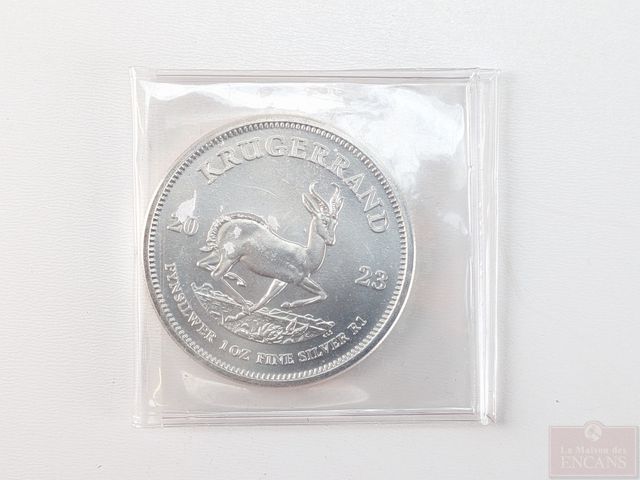 KRUGERRAND
20 23
FYNSILWER 1 OZ FINE SILVER R1
La Maison des
ENCANS